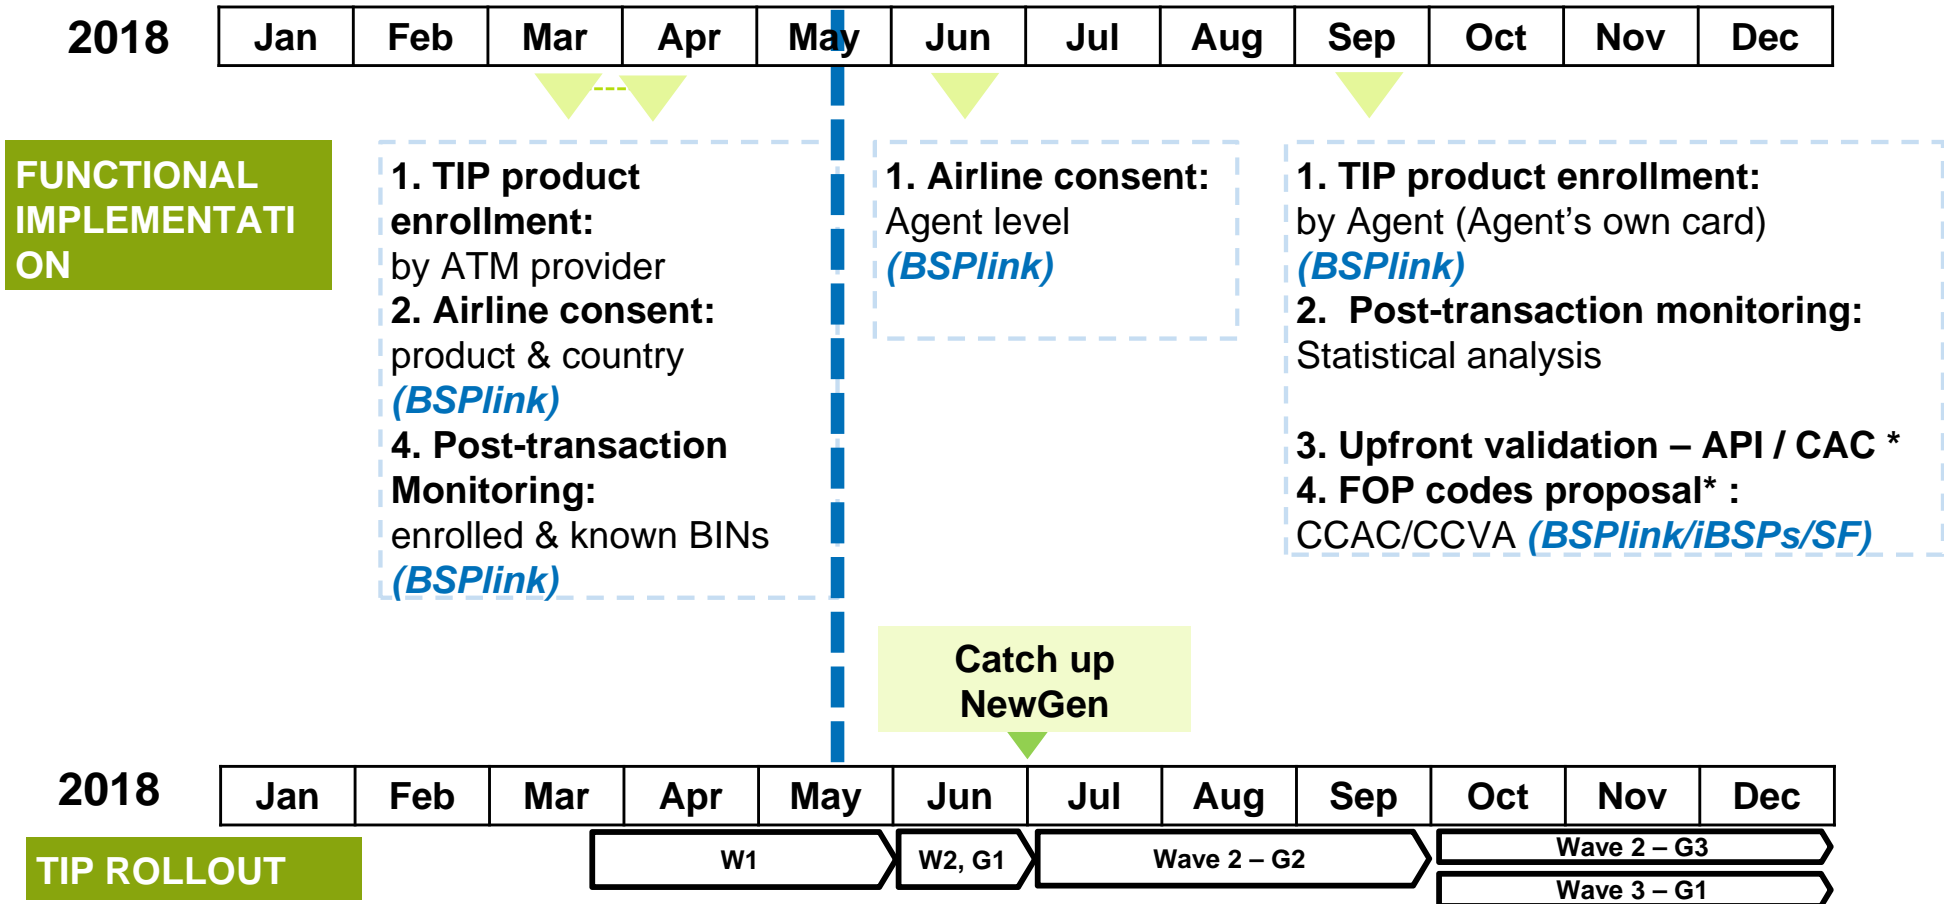 2018
Jan Feb Mar Apr May Jun Jul Aug Sep Oct Nov Dec
FUNCTIONAL
IMPLEMENTATI
ON
1. TIP product
enrollment:
by ATM provider
2. Airline consent:
product & country
(BSPlink)
4. Post-transaction
Monitoring:
enrolled & known BINs
(BSPlink)
1. Airline consent:
Agent level
(BSPlink)
1. TIP product enrollment:
by Agent (Agent's own card)
(BSPlink)
2. Post-transaction monitoring:
Statistical analysis
3. Upfront validation – API / CAC *
4. FOP codes proposal* :
CCAC/CCVA (BSPlink/iBSPs/SF)
Catch up
NewGen
2018
Jan Feb Mar Apr May Jun Jul Aug Sep Oct Nov Dec
TIP ROLLOUT
W1
W2, G1
Wave 2 – G2
Wave 2 – G3
Wave 3 – G1